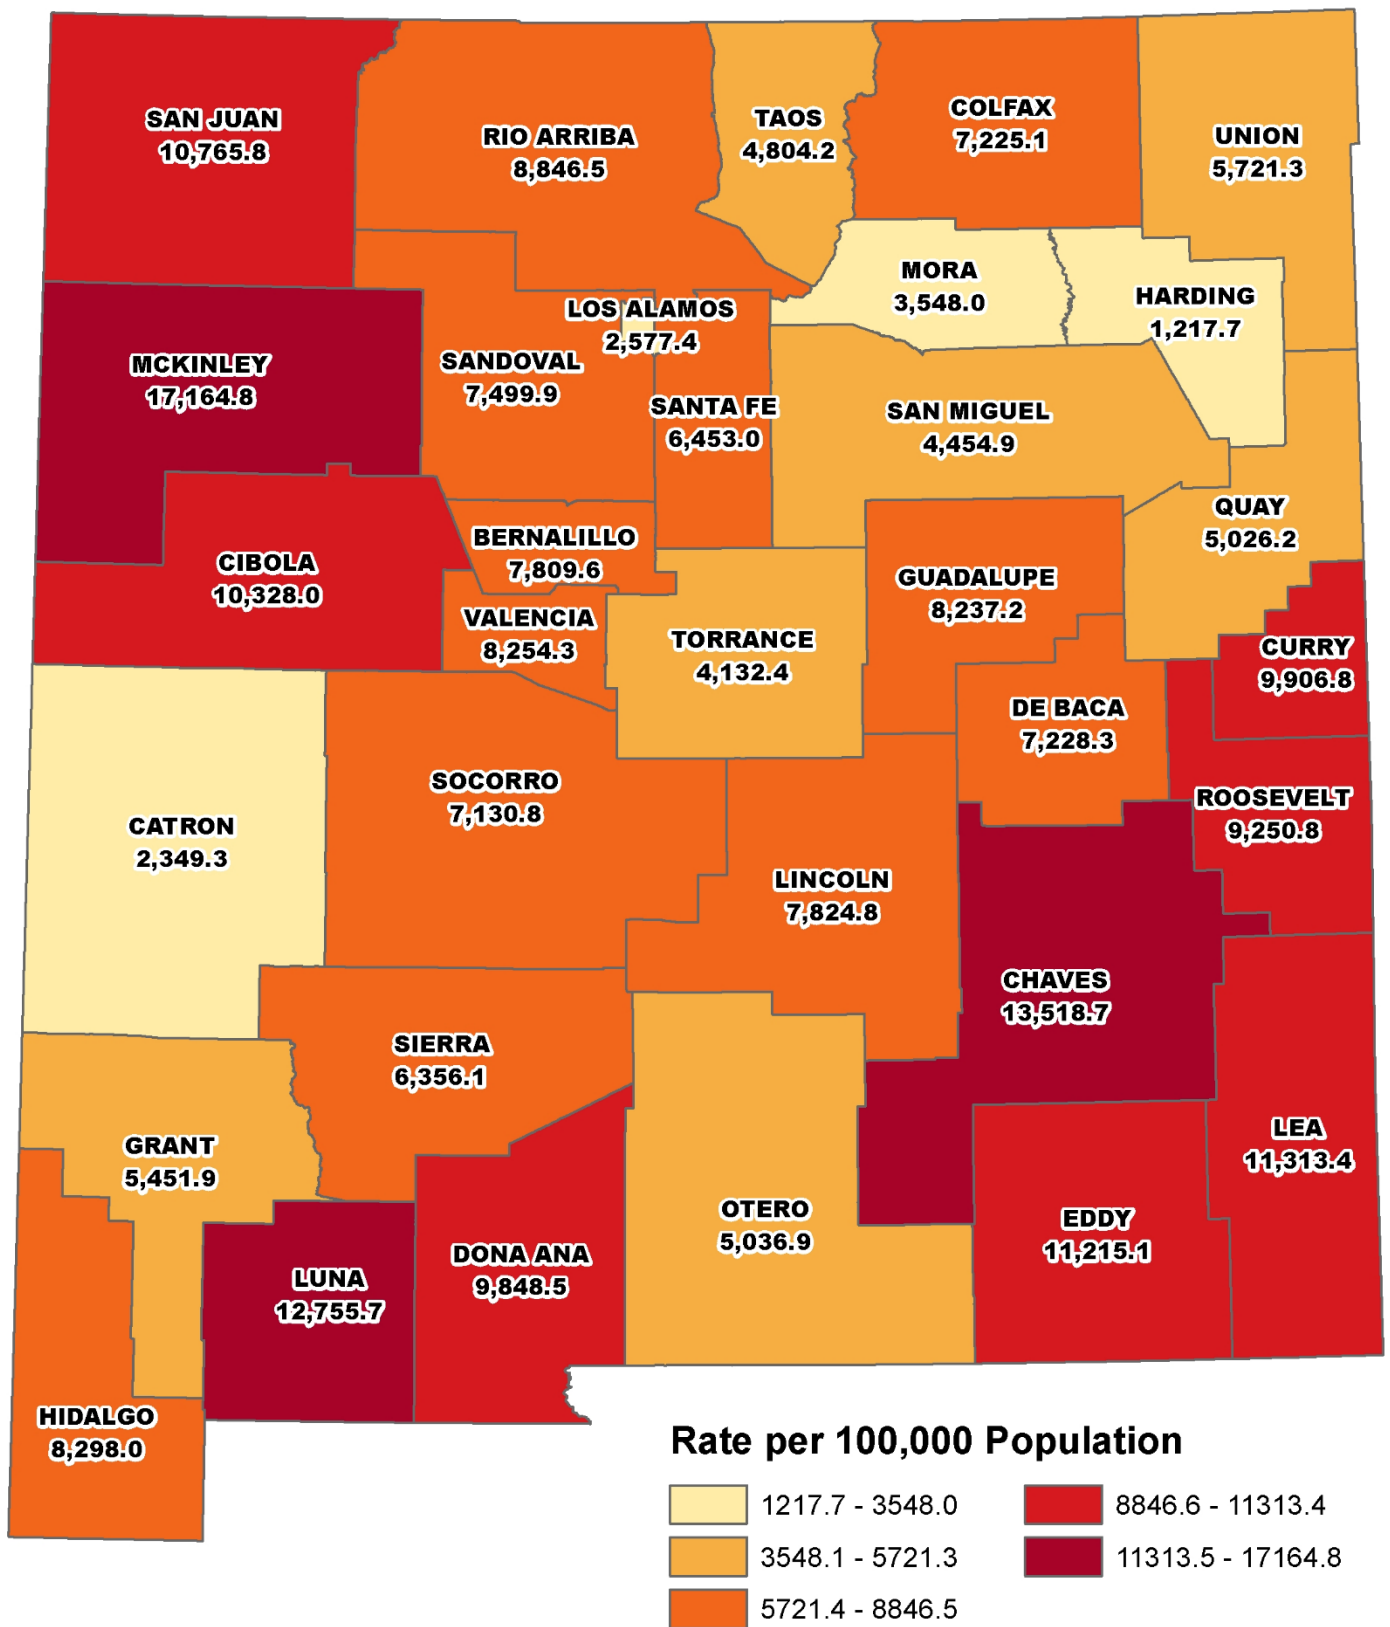 SAN JUAN
10,765.8
RIO ARRIBA
8,846.5
TAOS
4,804.2
COLFAX
7,225.1
UNION
5,721.3
MORA
3,548.0
HARDING
1,217.7
LOS ALAMOS
2,577.4
MCKINLEY
17,164.8
SANDOVAL
7,499.9
SANTA FE
6,453.0
SAN MIGUEL
4,454.9
QUAY
5,026.2
BERNALILLO
7,809.6
CIBOLA
10,328.0
GUADALUPE
8,237.2
VALENCIA
8,254.3
TORRANCE
4,132.4
CURRY
9,906.8
DE BACA
7,228.3
SOCORRO
7,130.8
ROOSEVELT
9,250.8
CATRON
2,349.3
LINCOLN
7,824.8
CHAVES
13,518.7
SIERRA
6,356.1
LEA
11,313.4
GRANT
5,451.9
OTERO
5,036.9
EDDY
11,215.1
DONA ANA
9,848.5
LUNA
12,755.7
HIDALGO
8,298.0
Rate per 100,000 Population
1217.7 - 3548.0
3548.1 - 5721.3
5721.4 - 8846.5
8846.6 - 11313.4
11313.5 - 17164.8